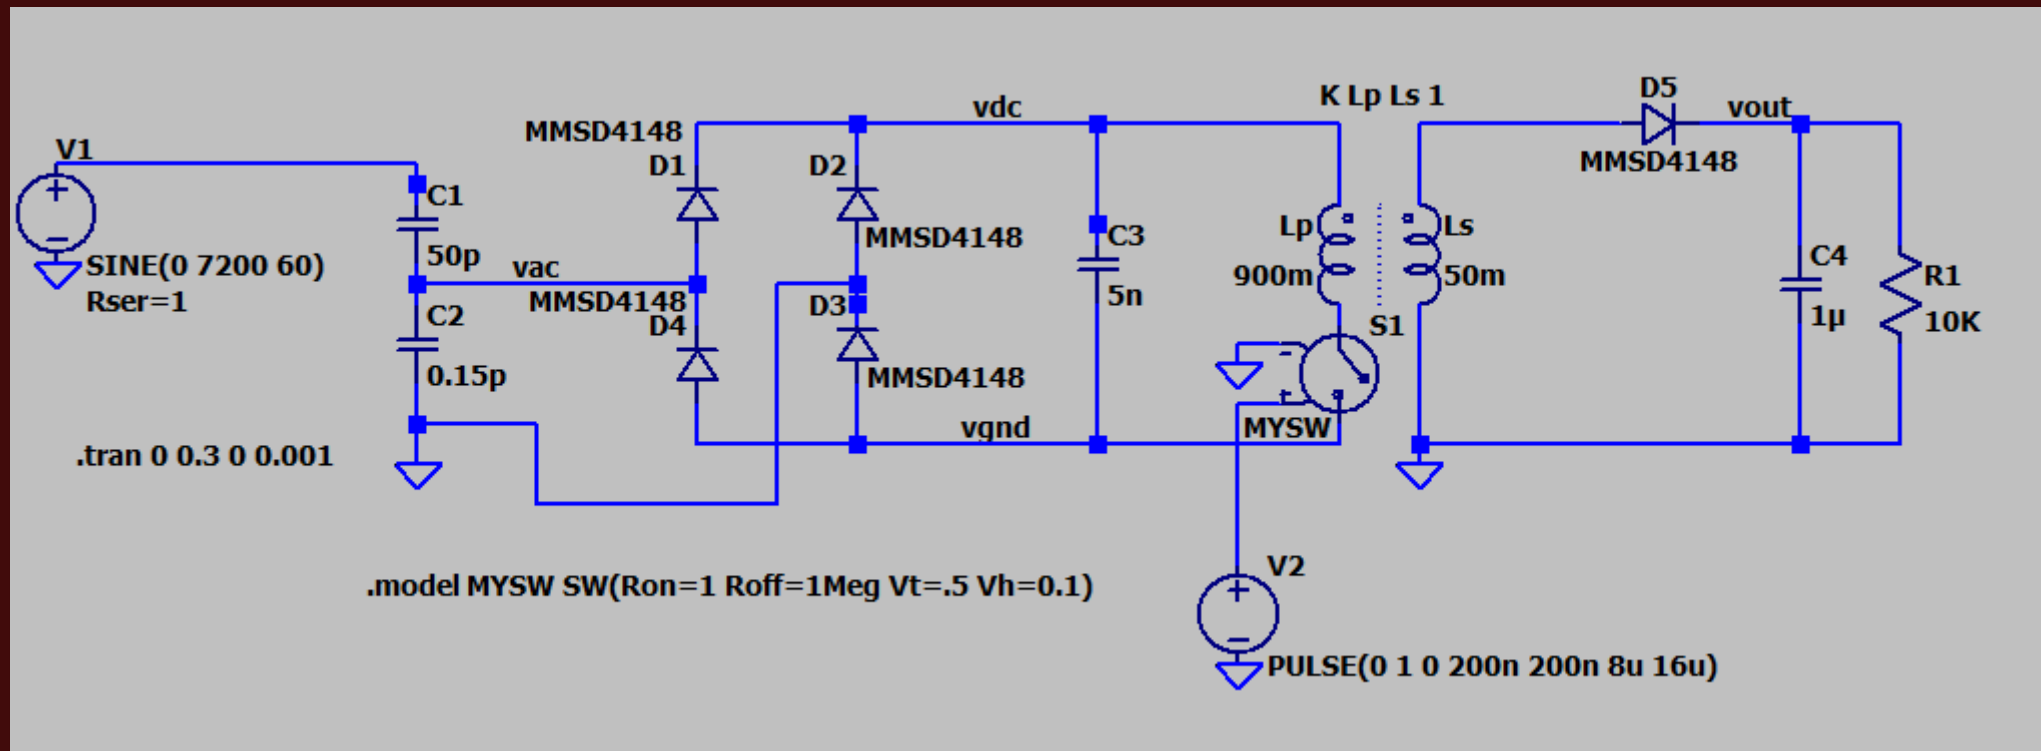 V1
SINE(0 7200 60)
Rser=1
C1
50p
vac
C2
0.15p
.tran 0 0.3 0 0.001
MMSD4148
D1
D2
MMSD4148
MMSD4148
D4
D3
MMSD4148
vdc
vgnd
C3
5n
K Lp Ls 1
Lp
900m
Ls
50m
S1
MYSW
D5
MMSD4148
vout
C4
1µ
R1
10K
.model MYSW SW(Ron=1 Roff=1Meg Vt=.5 Vh=0.1)
V2
PULSE(0 1 0 200n 200n 8u 16u)